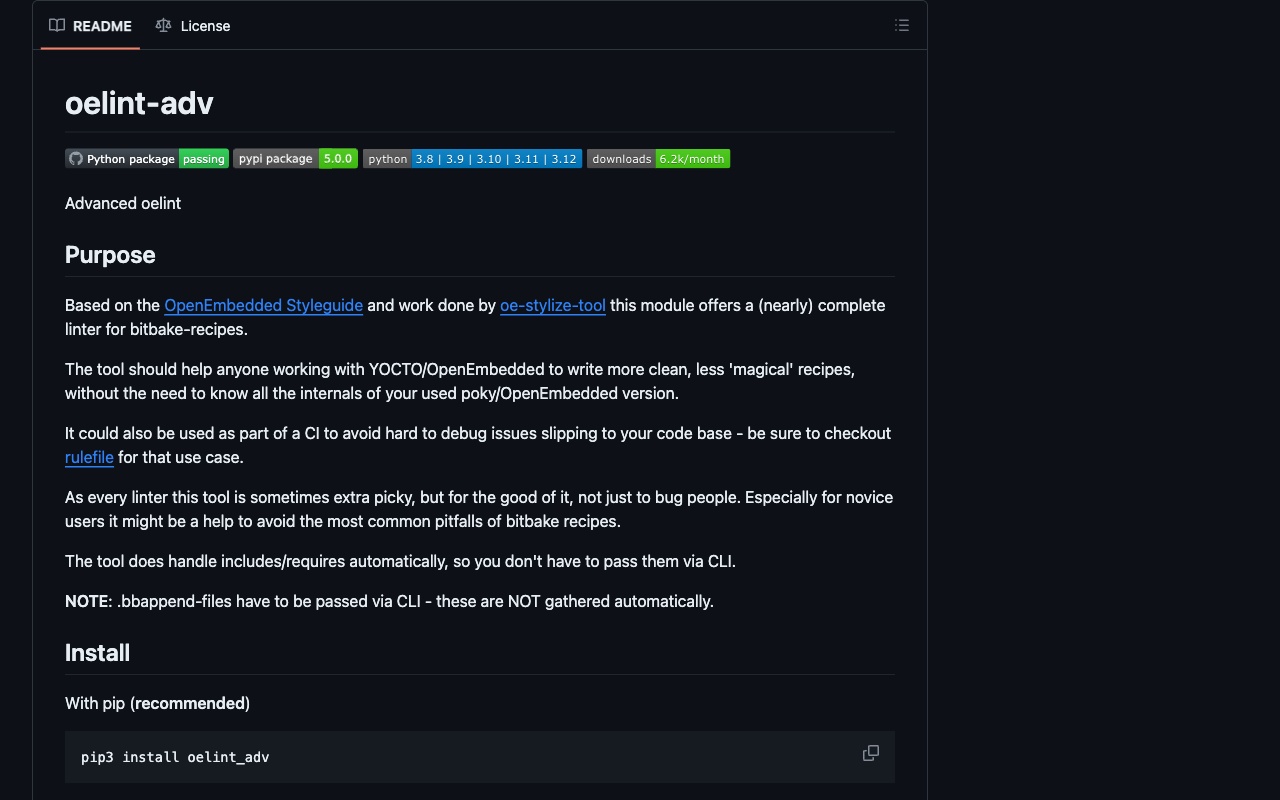 README License
oelint-adv
Python package passing pypi package 5.0.0 python 3.8 | 3.9 | 3.10 | 3.11 | 3.12 downloads 6.2k/month
Advanced oelint
Purpose
Based on the OpenEmbedded Styleguide and work done by oe-stylize-tool this module offers a (nearly) complete
linter for bitbake-recipes.
The tool should help anyone working with YOCTO/OpenEmbedded to write more clean, less 'magical' recipes,
without the need to know all the internals of your used poky/OpenEmbedded version.
It could also be used as part of a CI to avoid hard to debug issues slipping to your code base - be sure to checkout
rulefile for that use case.
As every linter this tool is sometimes extra picky, but for the good of it, not just to bug people. Especially for novice
users it might be a help to avoid the most common pitfalls of bitbake recipes.
The tool does handle includes/requires automatically, so you don't have to pass them via CLI.
NOTE: .bbappend-files have to be passed via CLI - these are NOT gathered automatically.
Install
With pip (recommended)
pip3 install oelint_adv